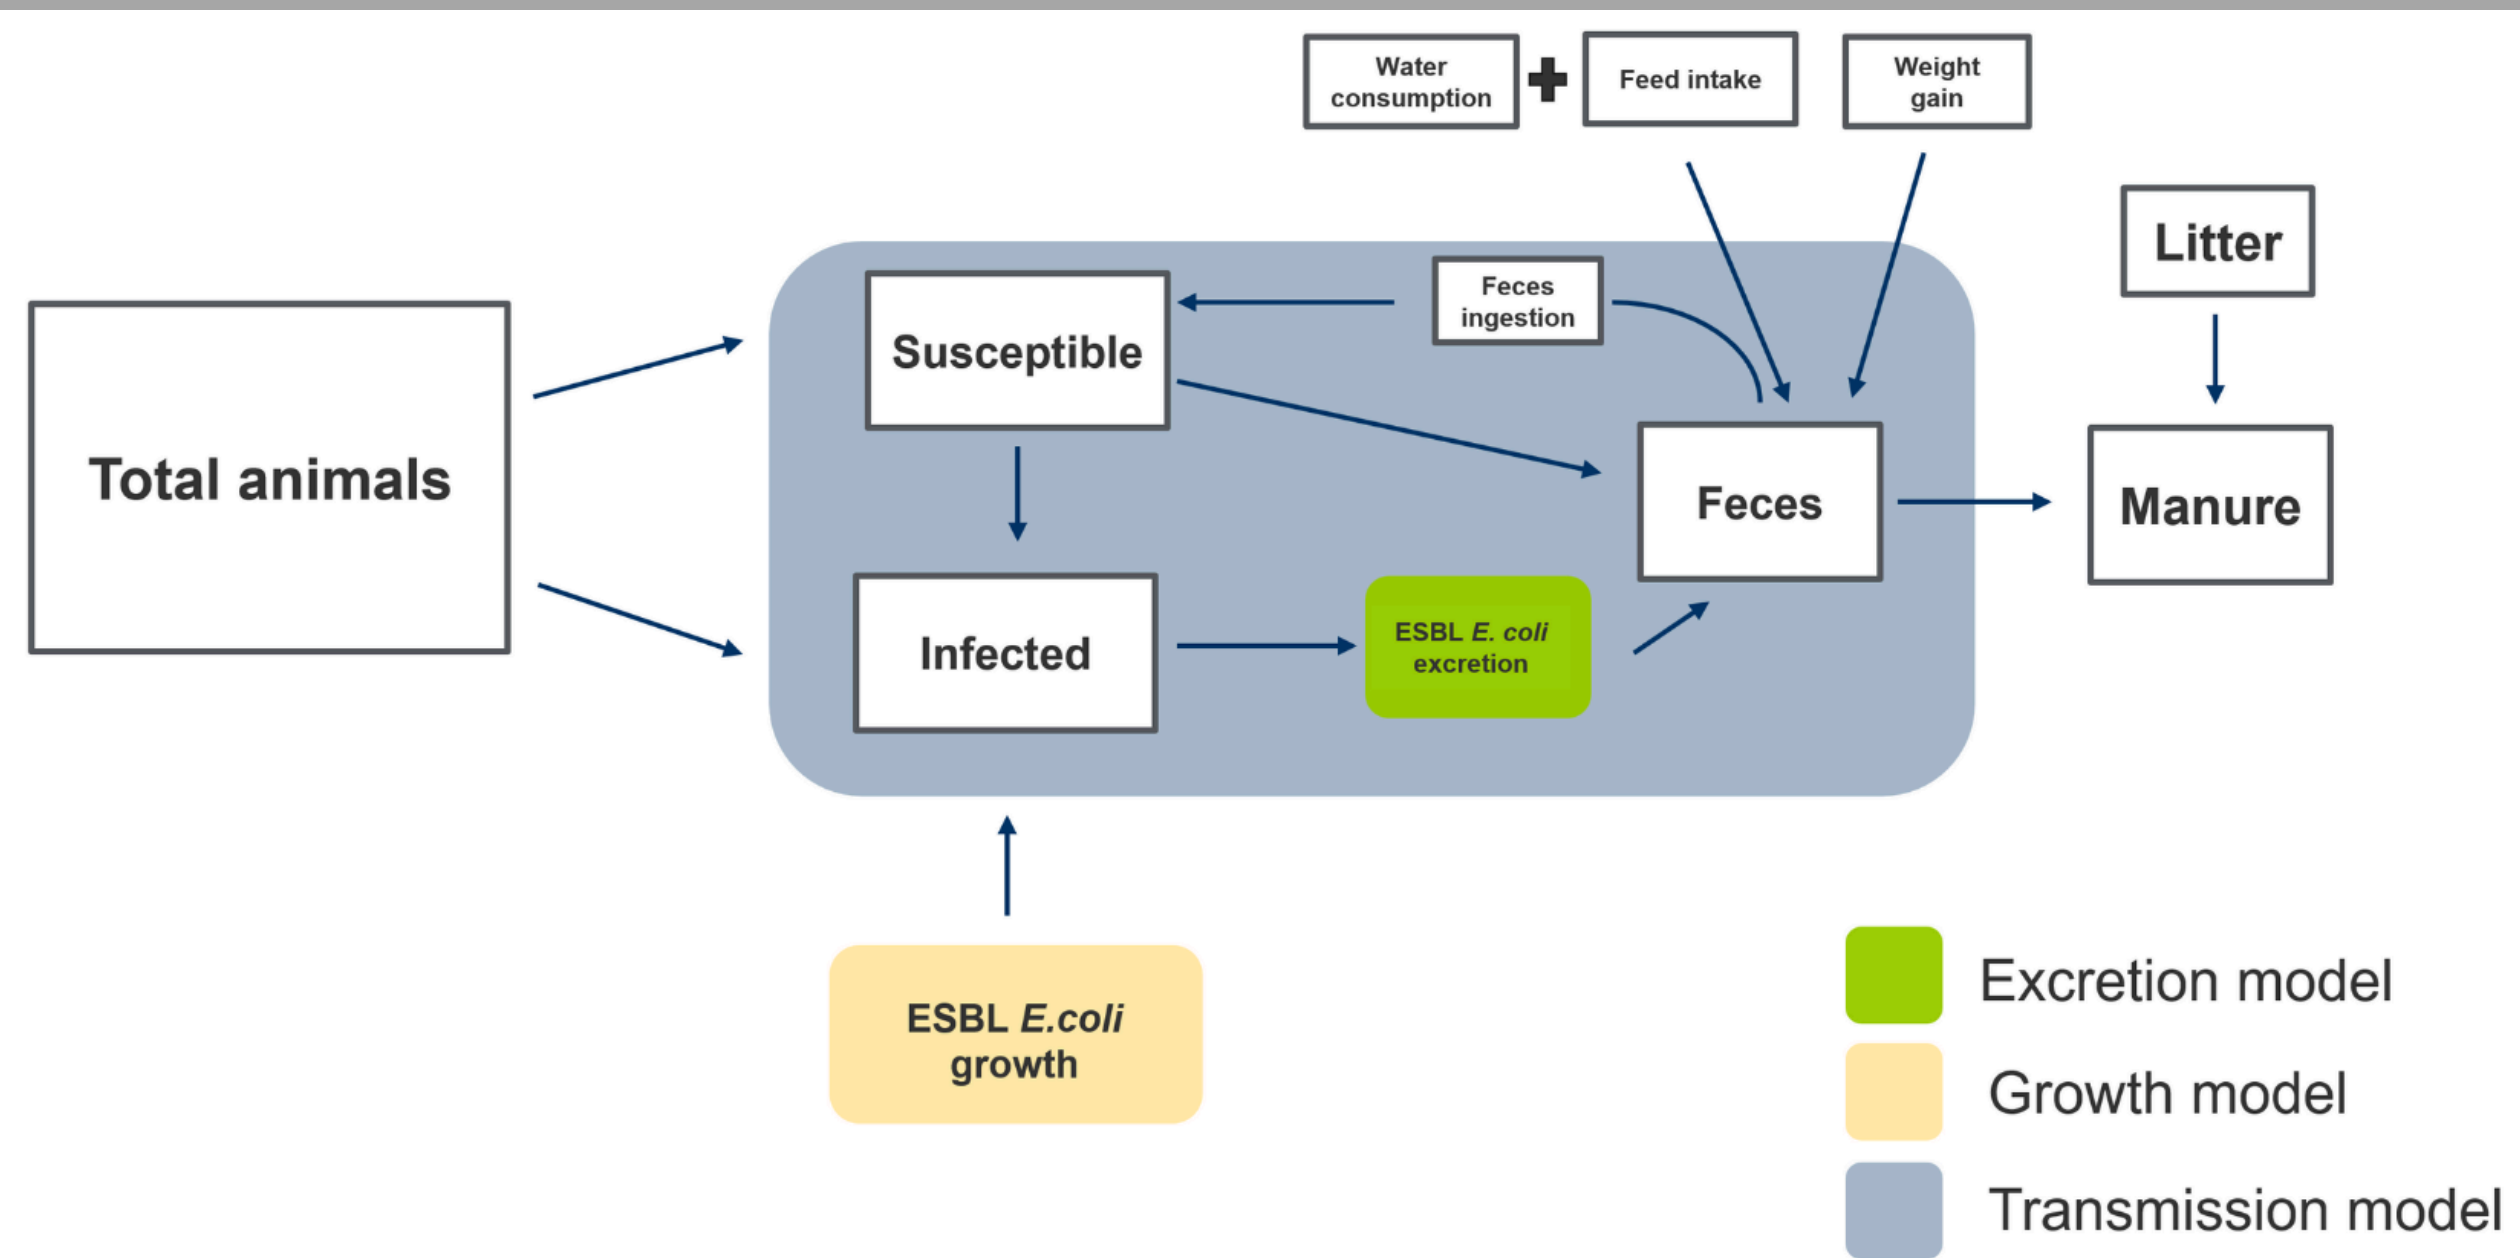 Water
consumption
Feed intake
Weight
gain
Litter
Feces
ingestion
Susceptible
Total animals
Feces
Manure
Infected
ESBL E. coli
excretion
ESBL E.coli
growth
Excretion model
Growth model
Transmission model